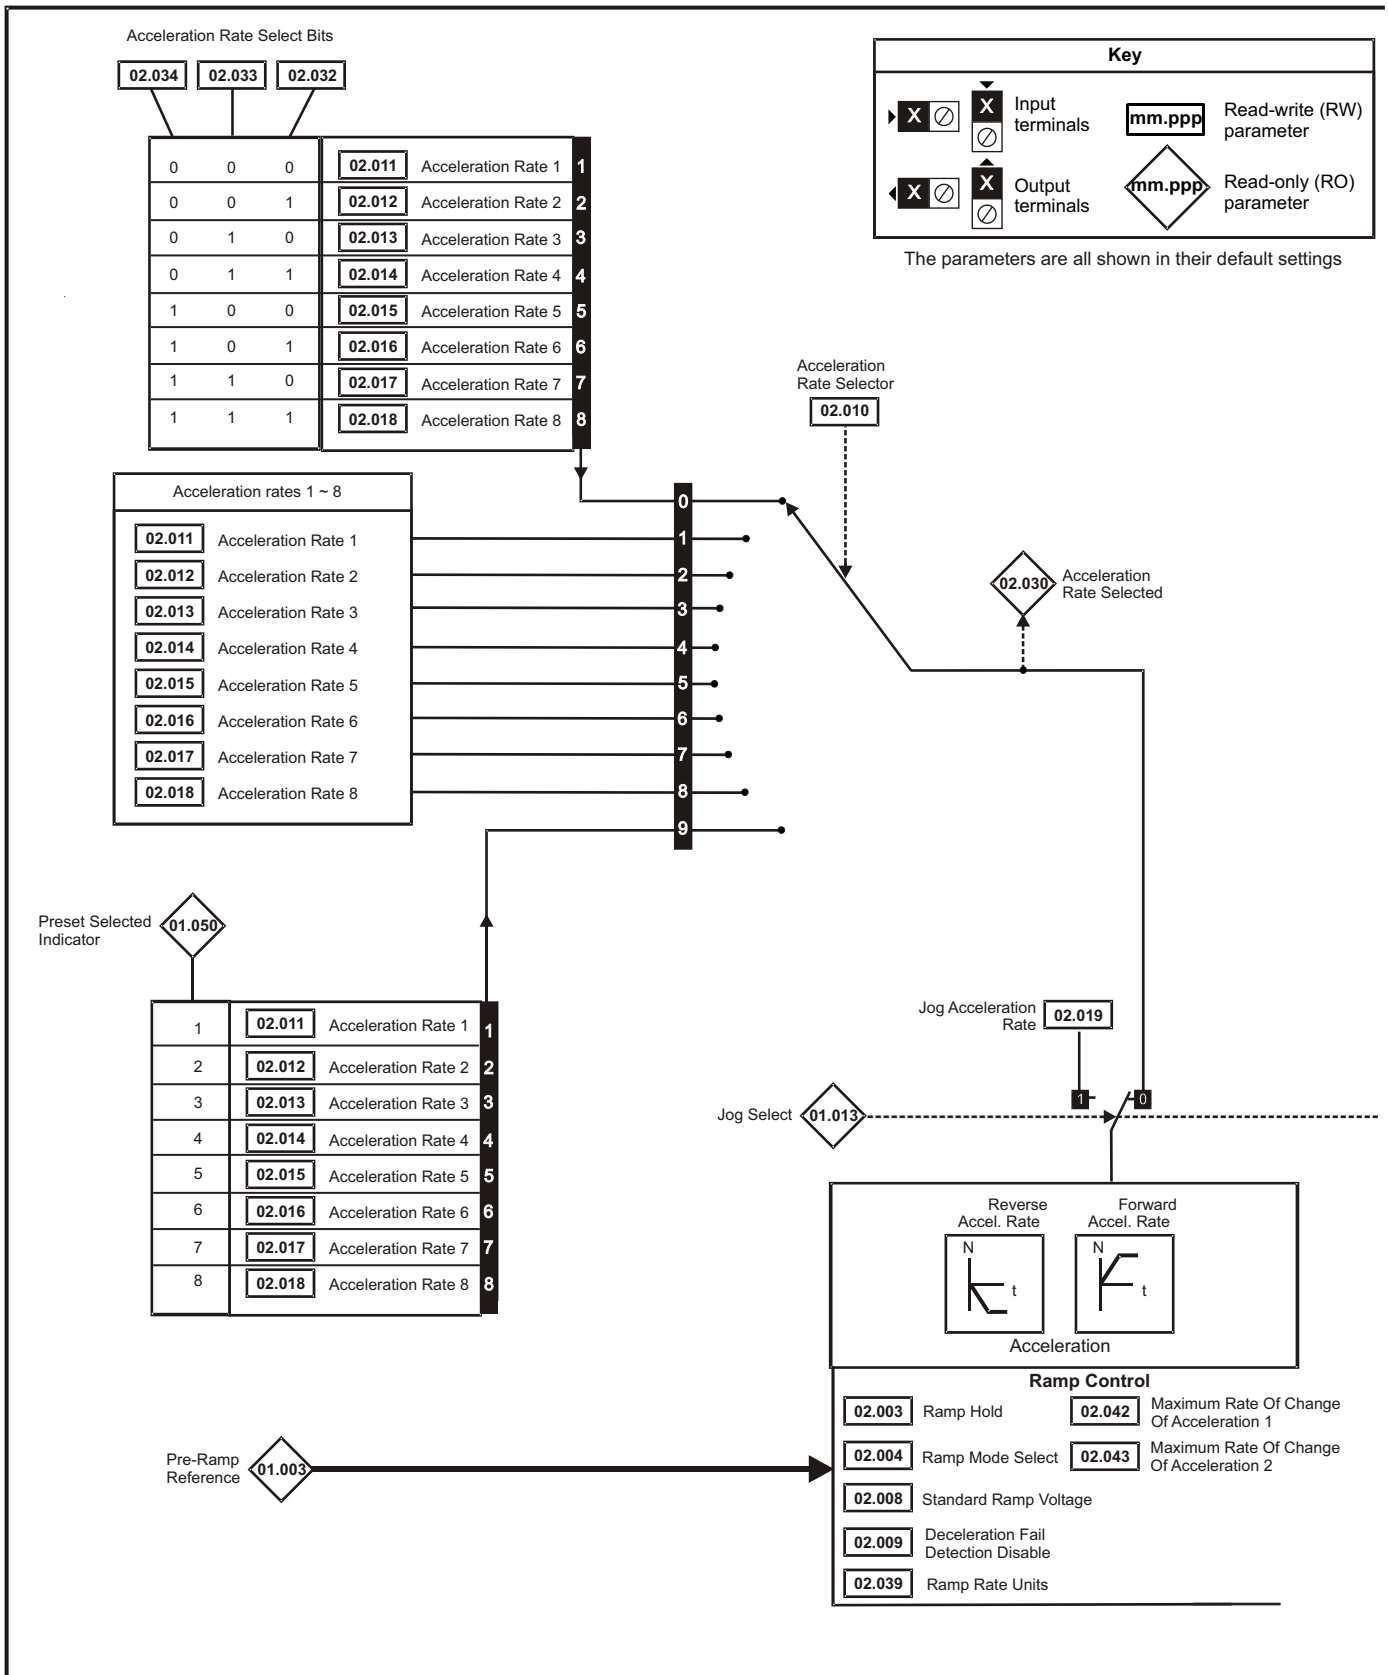 Acceleration Rate Select Bits
02.034 02.033 02.032
0 0 0 02.011 Acceleration Rate 1 1
0 0 1 02.012 Acceleration Rate 2 2
0 1 0 02.013 Acceleration Rate 3 3
0 1 1 02.014 Acceleration Rate 4 4
1 0 0 02.015 Acceleration Rate 5 5
1 0 1 02.016 Acceleration Rate 6 6
1 1 0 02.017 Acceleration Rate 7 7
1 1 1 02.018 Acceleration Rate 8 8
Key
X X Input
terminals
mm.ppp Read-write (RW)
parameter
X X Output
terminals
mm.ppp Read-only (RO)
parameter
The parameters are all shown in their default settings
Acceleration
Rate Selector
02.010
Acceleration rates 1 ~ 8
02.011 Acceleration Rate 1
02.012 Acceleration Rate 2
02.013 Acceleration Rate 3
02.014 Acceleration Rate 4
02.015 Acceleration Rate 5
02.016 Acceleration Rate 6
02.017 Acceleration Rate 7
02.018 Acceleration Rate 8
0
1
2
3
4
5
6
7
8
9
02.030 Acceleration
Rate Selected
Preset Selected
Indicator
01.050
1 02.011 Acceleration Rate 1 1
2 02.012 Acceleration Rate 2 2
3 02.013 Acceleration Rate 3 3
4 02.014 Acceleration Rate 4 4
5 02.015 Acceleration Rate 5 5
6 02.016 Acceleration Rate 6 6
7 02.017 Acceleration Rate 7 7
8 02.018 Acceleration Rate 8 8
Jog Acceleration
Rate
02.019
1 0
Jog Select 01.013
Reverse
Accel. Rate
N
t
Forward
Accel. Rate
N
t
Acceleration
Ramp Control
02.003 Ramp Hold
02.042 Maximum Rate Of Change
Of Acceleration 1
02.004 Ramp Mode Select
02.043 Maximum Rate Of Change
Of Acceleration 2
02.008 Standard Ramp Voltage
02.009 Deceleration Fail
Detection Disable
02.039 Ramp Rate Units
Pre-Ramp
Reference
01.003